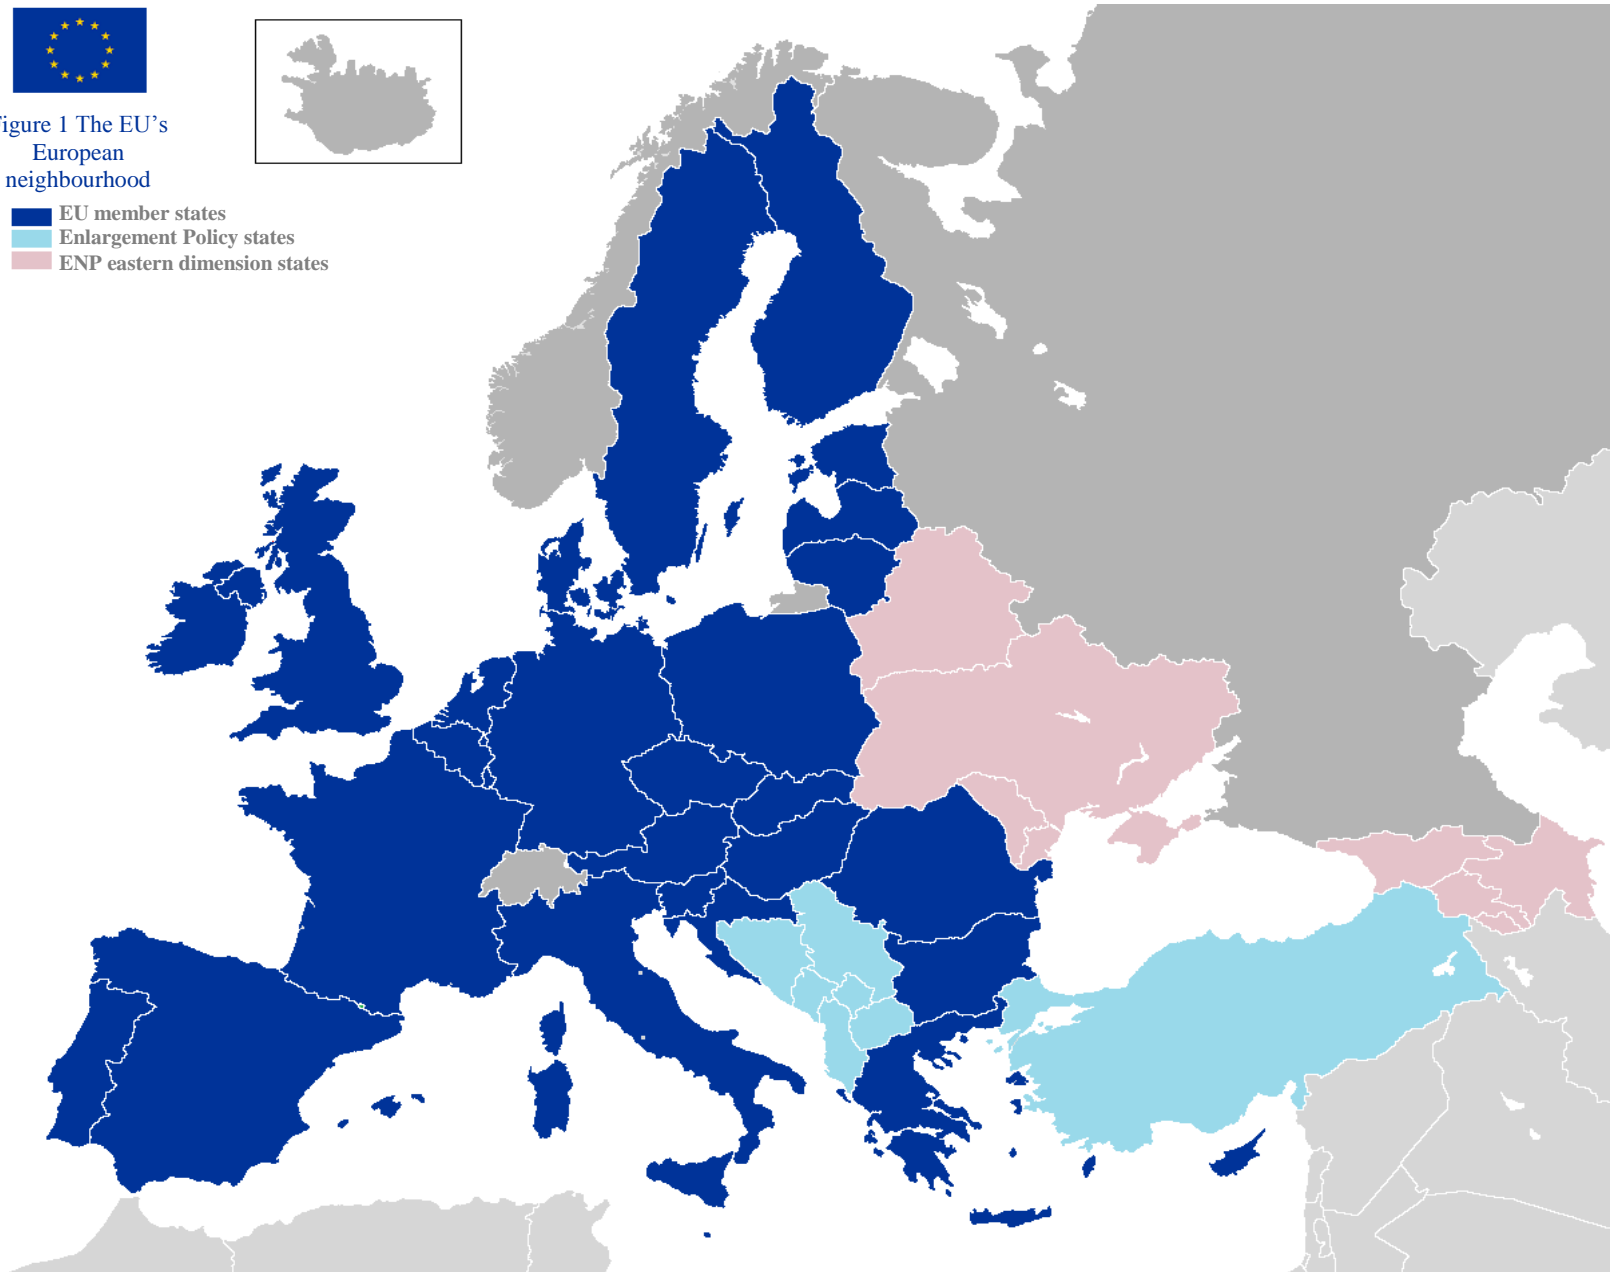 igure 1 The EU’s
European
neighbourhood
EU member states
Enlargement Policy states
ENP eastern dimension states